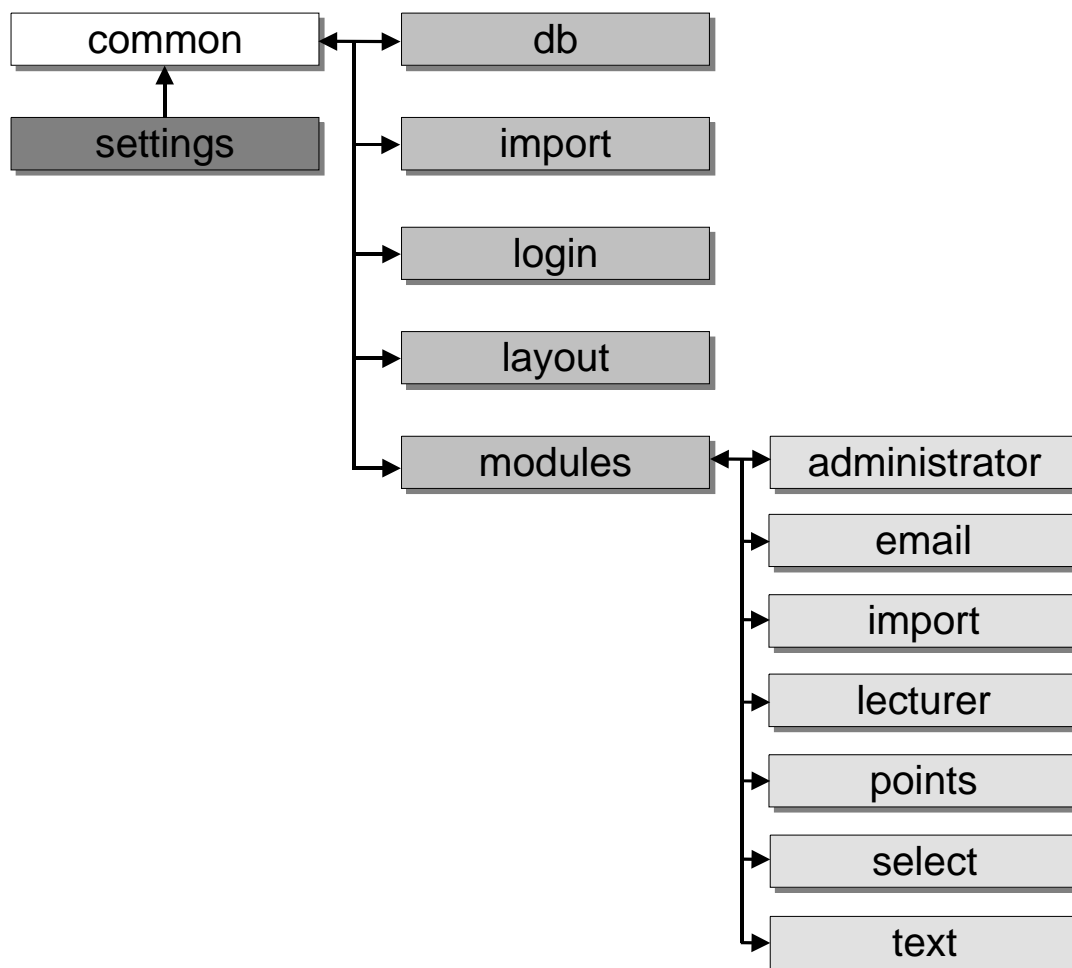 common
db
settings
import
login
layout
modules
administrator
email
import
lecturer
points
select
text